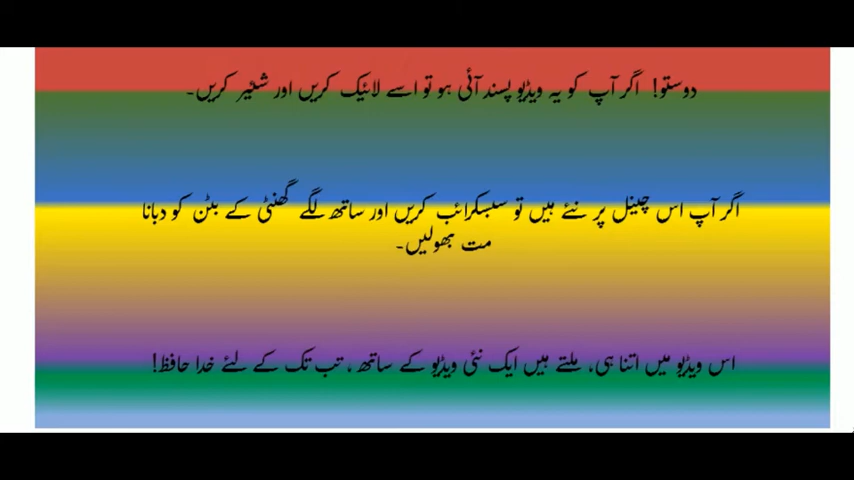 دوستو! اگر آپ کو یہ ویڈیو پسند آئی ہو تو اسے لائیک کریں اور شئیر کریں۔
اگر آپ اس چینل پر نئے ہیں تو سبسکرائب کریں اور ساتھ لگے گھنٹی کے بٹن کو دبانا
مت بھولیں۔
اس ویڈیو میں اتنا ہی، ملتے ہیں ایک نئی ویڈیو کے ساتھ، تب تک کے لئے خدا حافظ!